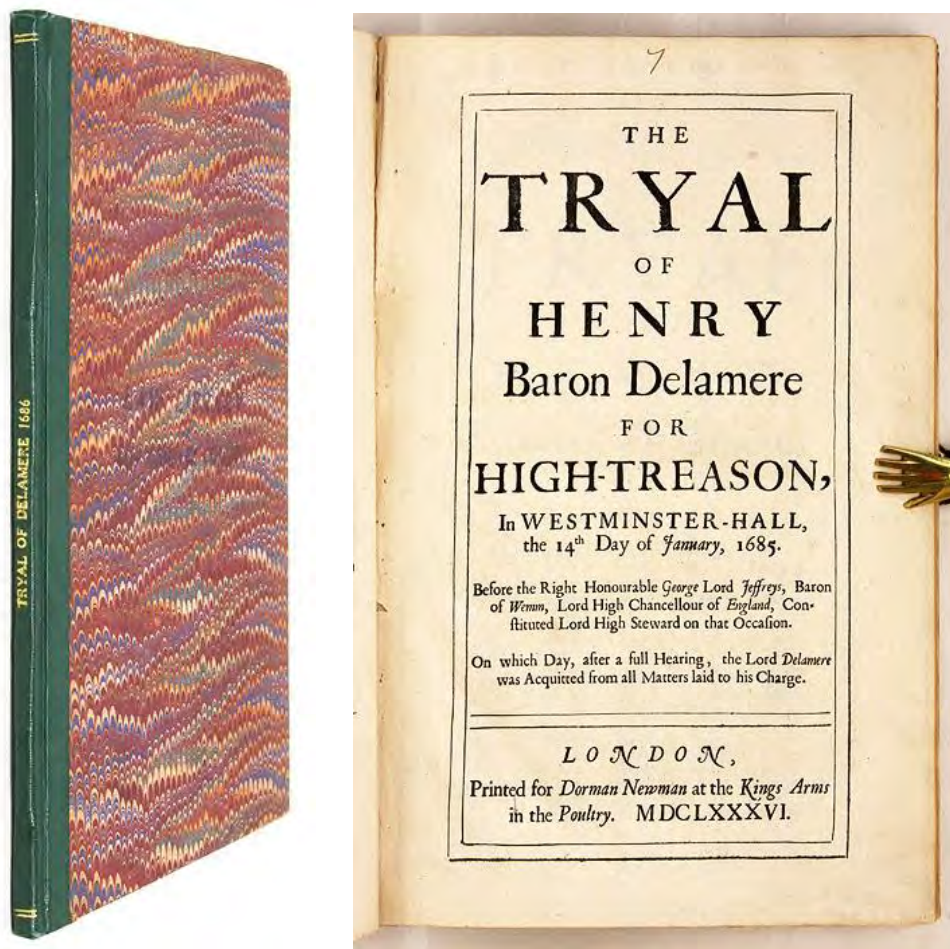 TRYAL OF DELAMERE 1686
7
THE
TRYAL
OF
HENRY
Baron Delamere
FOR
HIGH-TREASON,
In WESTMINSTER-HALL,
the 14th Day of January, 1685.
Before the Right Honourable George Lord Jeffreys, Baron
of Wemm, Lord High Chancellour of England, Con-
ſtituted Lord High Steward on that Occaſion.
On which Day, after a full Hearing, the Lord Delamere
was Acquitted from all Matters laid to his Charge.
LONDON,
Printed for Dorman Newman at the Kings Arms
in the Poultry. MDCLXXXVI.